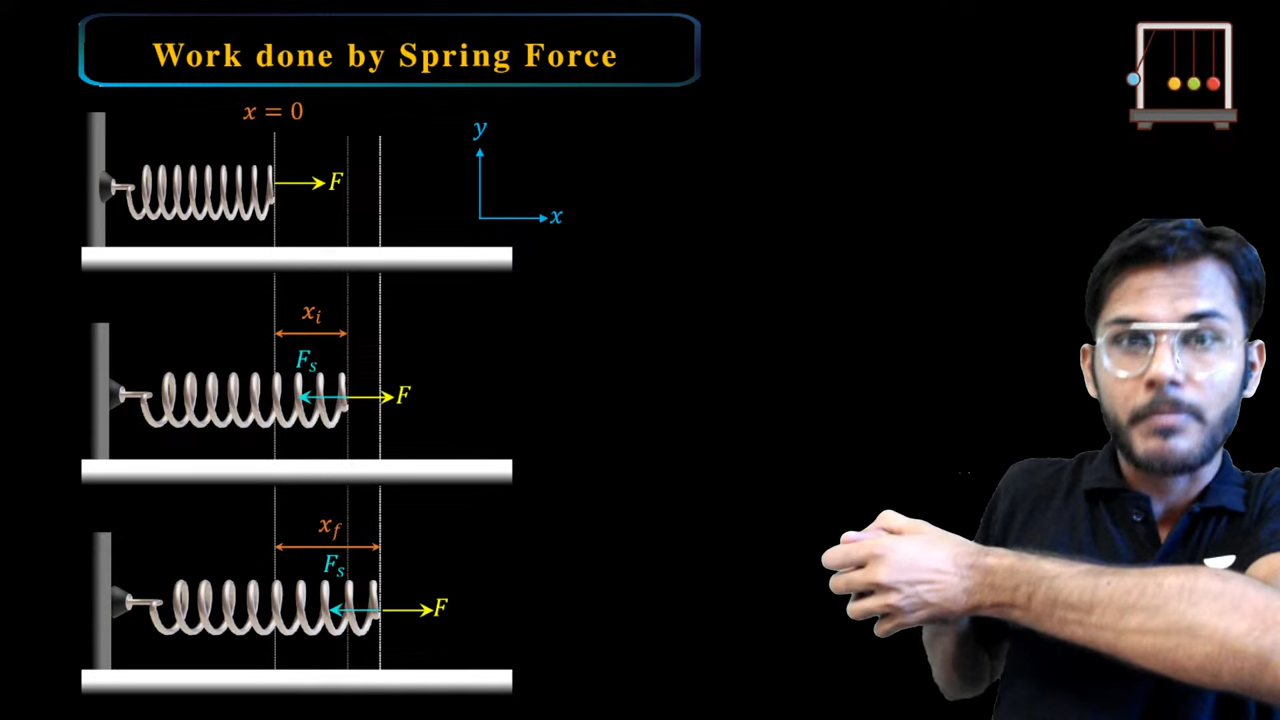 Work done by Spring Force
x = 0
y
F
x
x_i
F_s
F
x_f
F_s
F